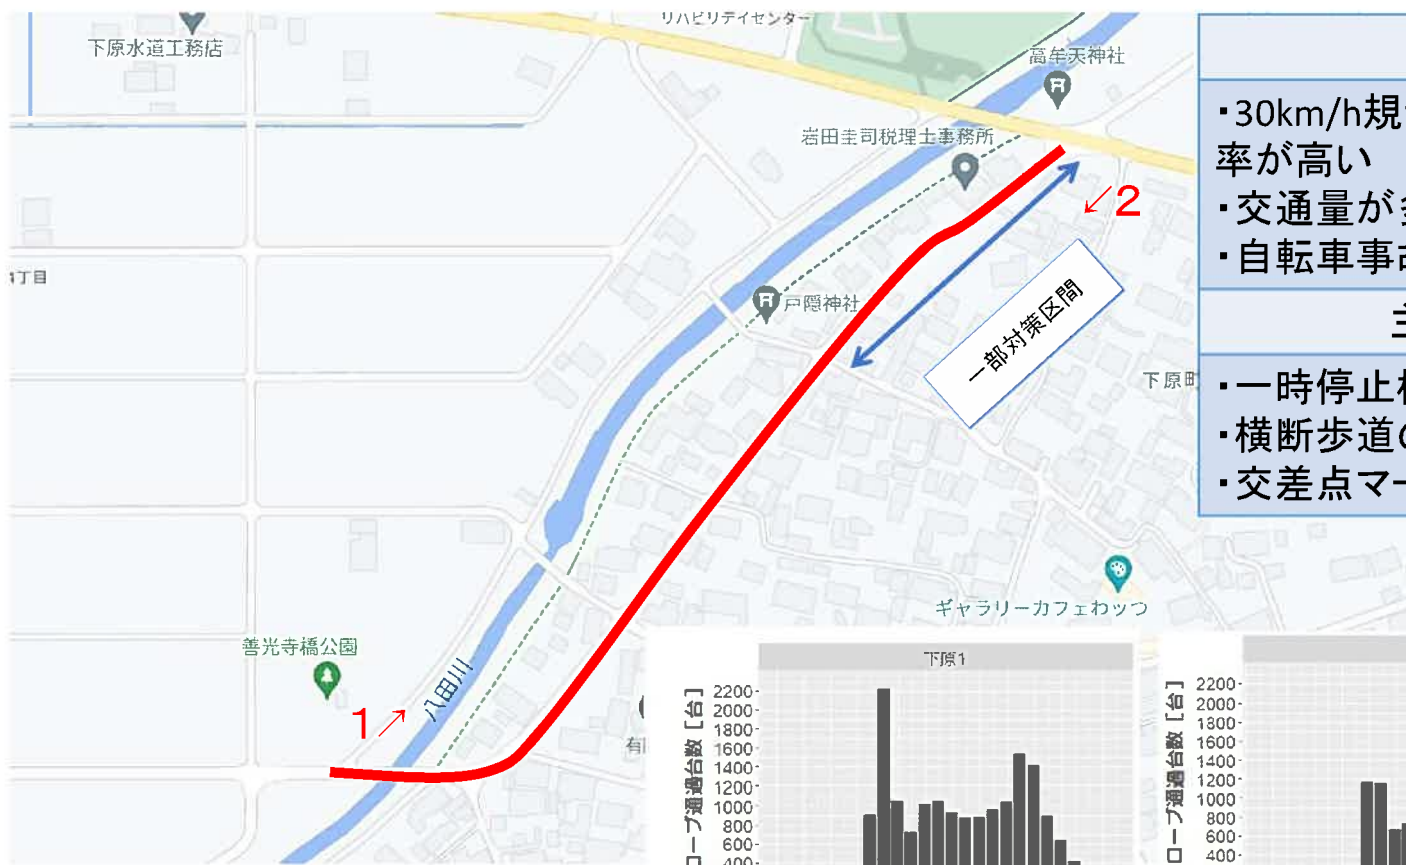 リハビリテイセンター
下原水道工務店
高牟天神社
岩田圭司税理士事務所
2
戸隠神社
一部対策区間
下原町
ギャラリーカフェわッつ
善光寺橋公園
八田川
1
・30km/h規
率が高い
・交通量が
・自転車事故
・一時停止
・横断歩道の
・交差点マー
下原1
ローブ通過台数 [台]
2200
2000
1800
1600
1400
1200
1000
800
600
400
ローブ通過台数 [台]
2200
2000
1800
1600
1400
1200
1000
800
600
400